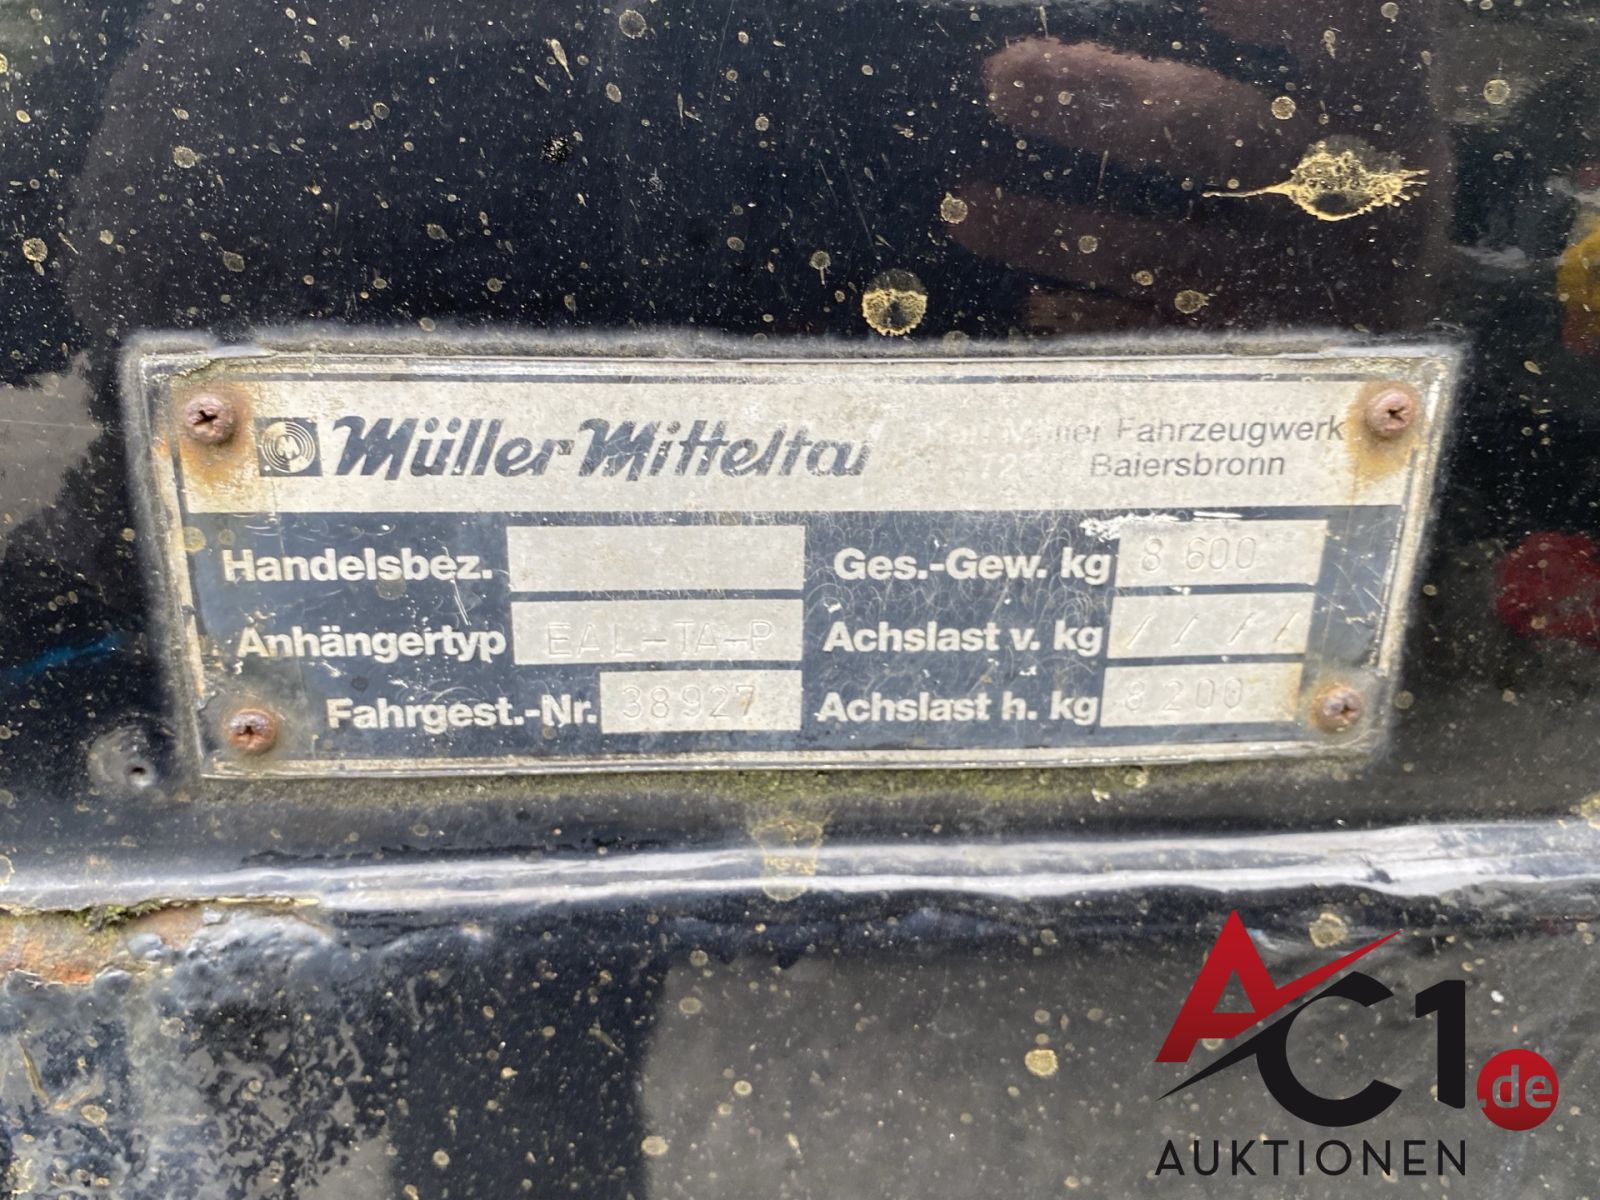 Müller Mitteltal
Fahrzeugwerk
Baiersbronn
Handelsbez.
Ges.-Gew. kg 8 600
Anhängertyp EAL-TA-P
Achslast v. kg ////
Fahrgest.-Nr. 38927
Achslast h. kg 8 200
AC1.de
AUKTIONEN